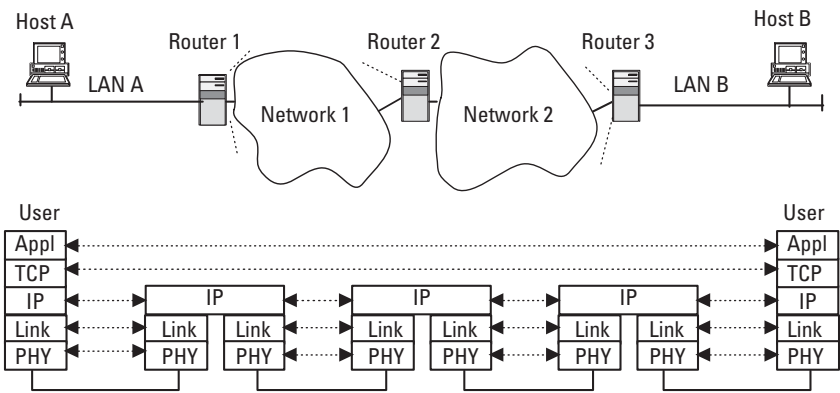 Host A
Host B
Router 1
Router 2
Router 3
LAN A
LAN B
Network 1
Network 2
User
User
Appl
Appl
TCP
TCP
IP
IP
IP
IP
IP
Link
Link
Link
Link
Link
Link
Link
Link
PHY
PHY
PHY
PHY
PHY
PHY
PHY
PHY